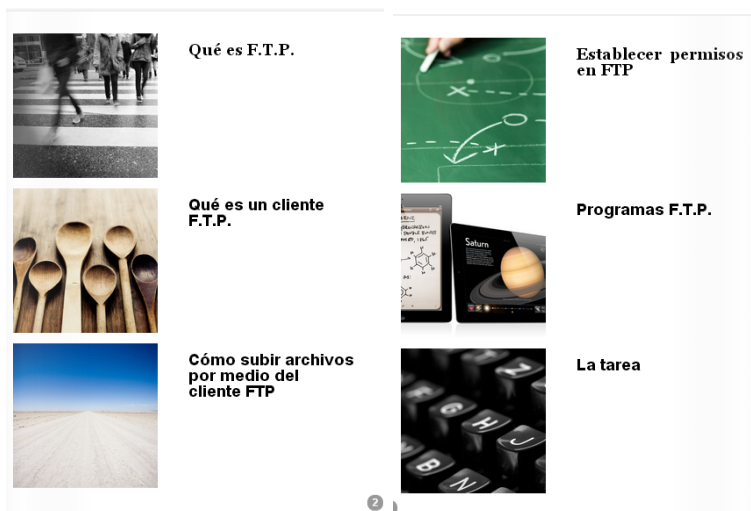 Qué es F.T.P.
Qué es un cliente
F.T.P.
Cómo subir archivos
por medio del
cliente FTP
2
Establecer permisos
en FTP
Saturn
Programas F.T.P.
La tarea
T
Z
F
G
H
J
B
N